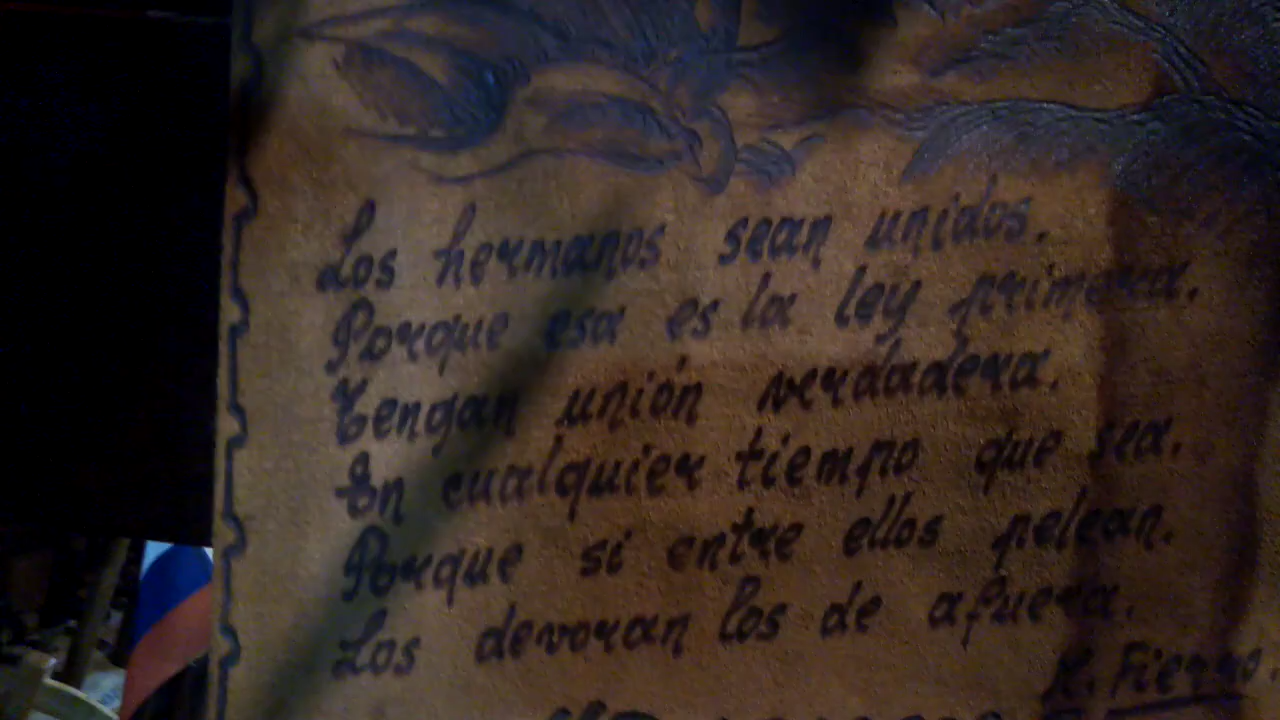 Los hermanos sean unidos.
Porque esa es la ley primera.
Tengan unión verdadera.
En cualquier tiempo que sea.
Porque si entre ellos pelean.
Los devoran los de afuera.
M. Fierro.